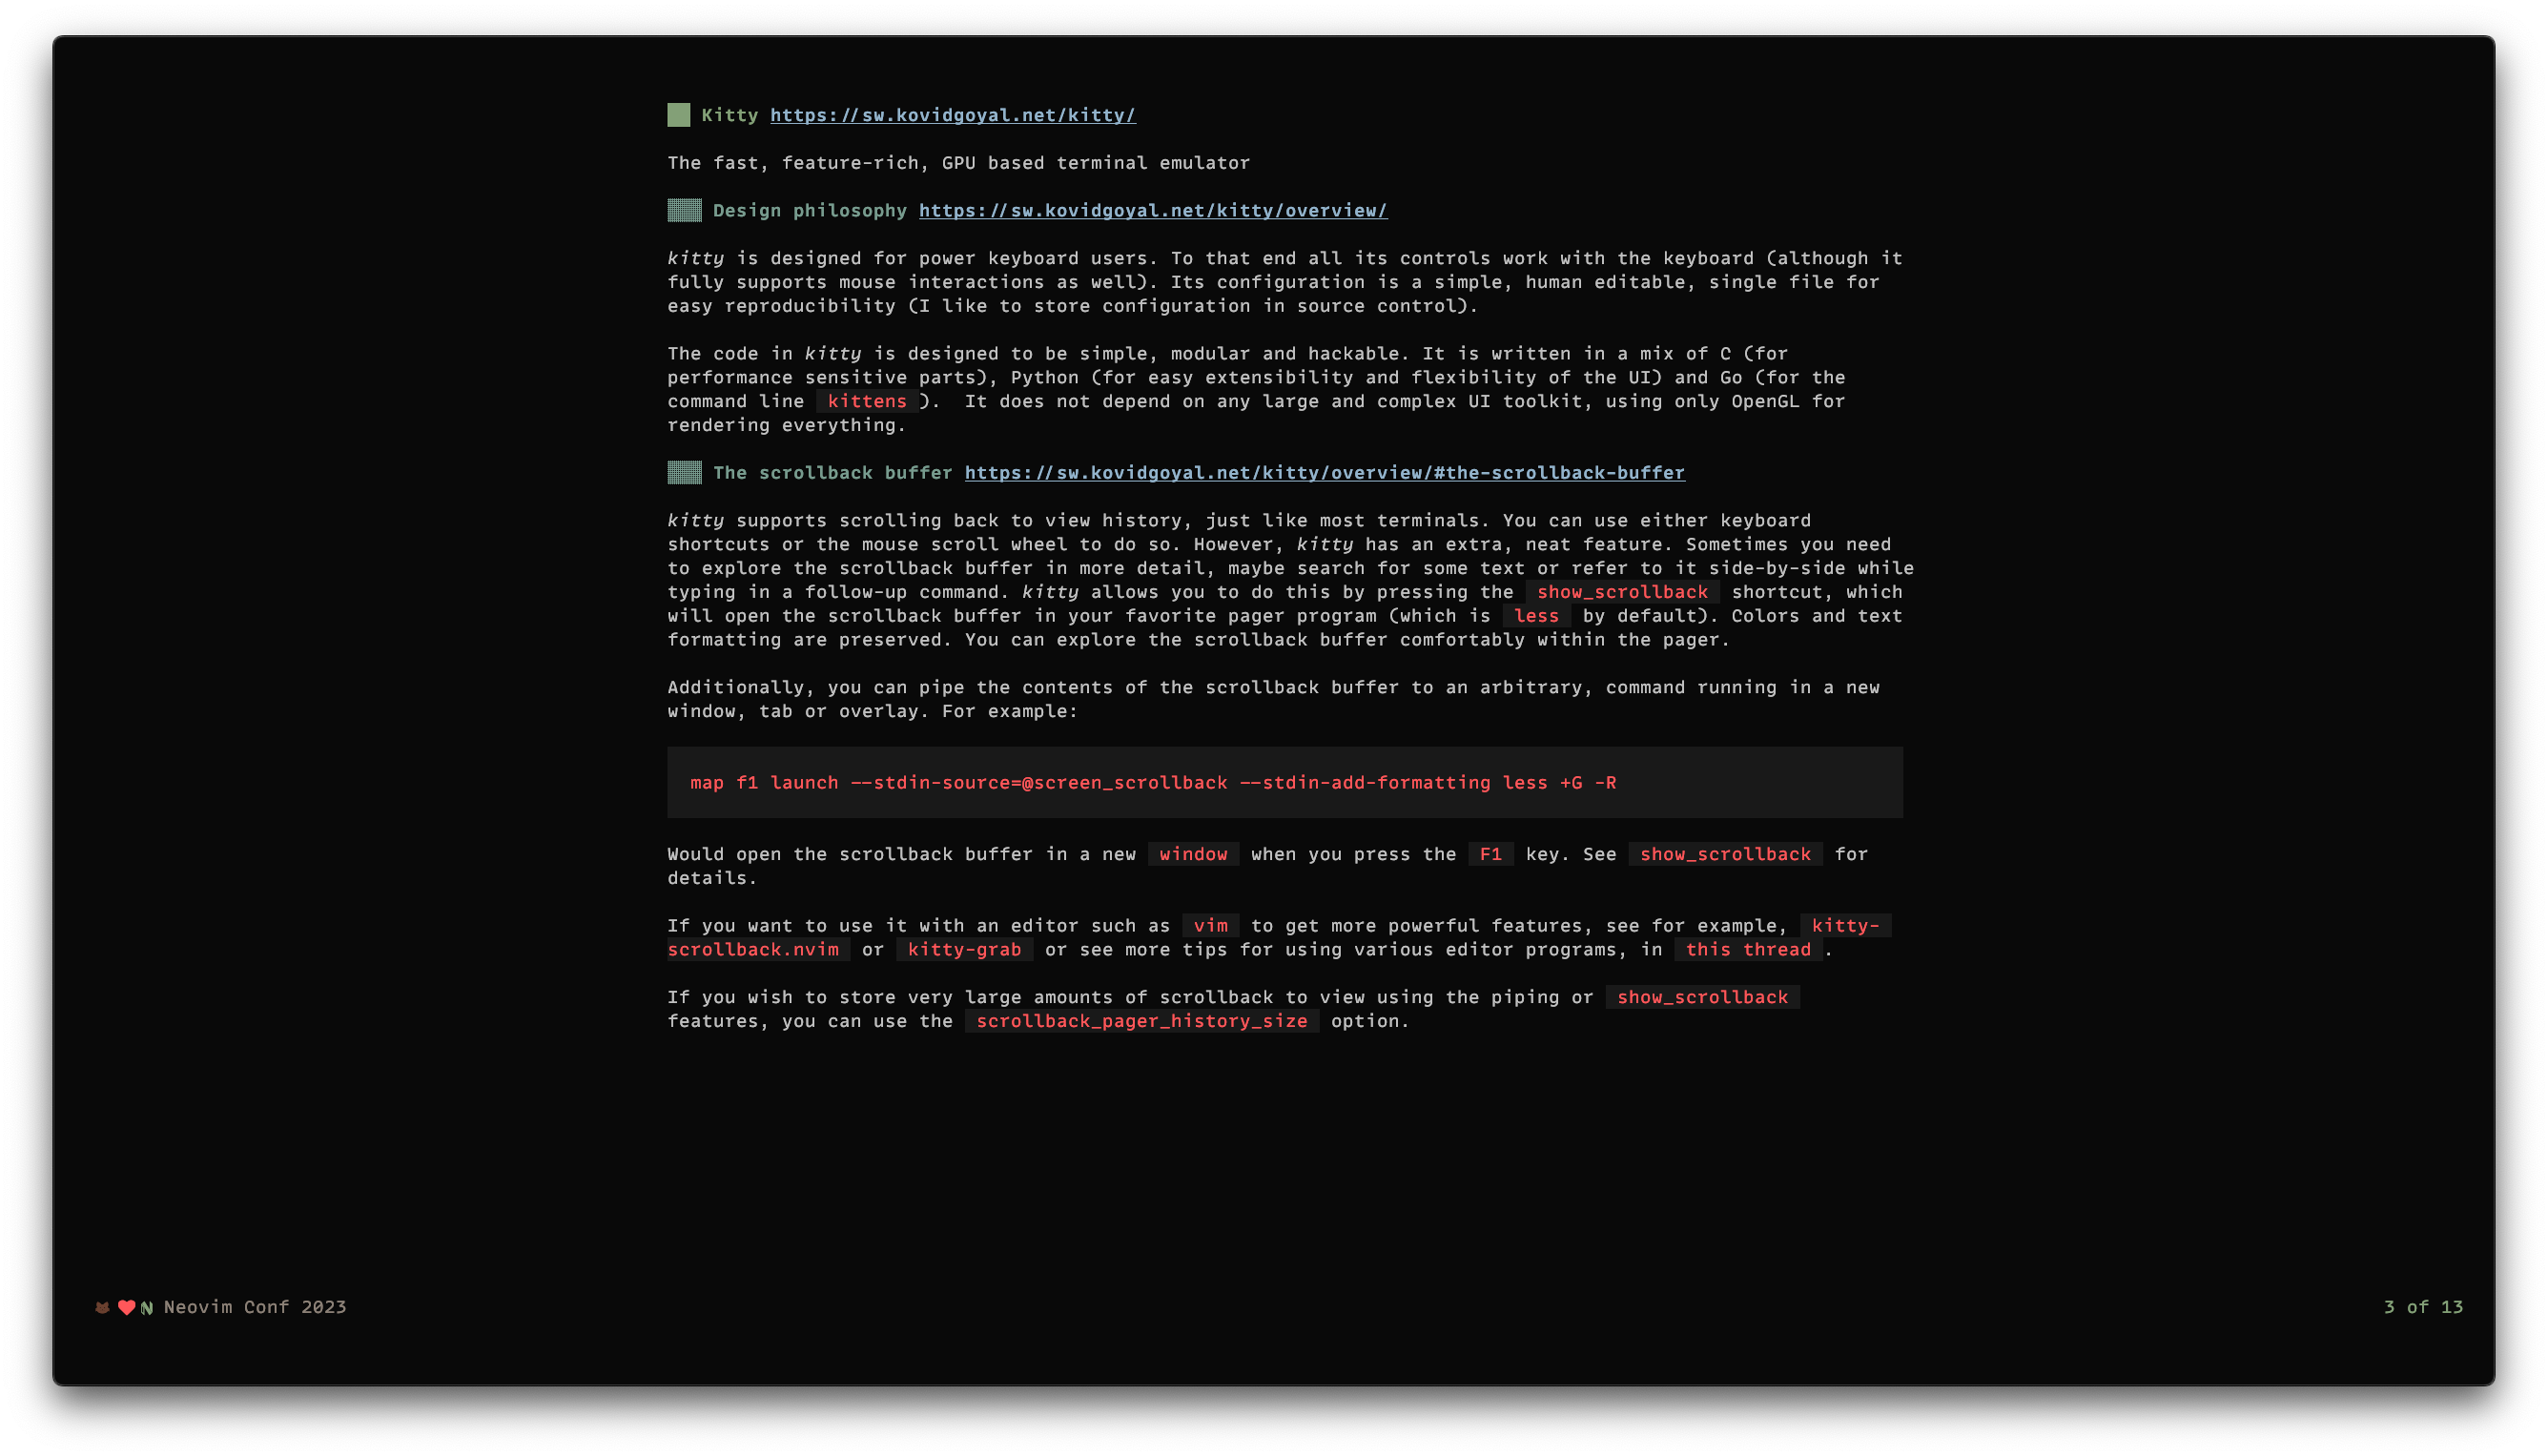 Kitty https://sw.kovidgoyal.net/kitty/
The fast, feature-rich, GPU based terminal emulator
Design philosophy https://sw.kovidgoyal.net/kitty/overview/
kitty is designed for power keyboard users. To that end all its controls work with the keyboard (although it
fully supports mouse interactions as well). Its configuration is a simple, human editable, single file for
easy reproducibility (I like to store configuration in source control).
The code in kitty is designed to be simple, modular and hackable. It is written in a mix of C (for
performance sensitive parts), Python (for easy extensibility and flexibility of the UI) and Go (for the
command line kittens ).  It does not depend on any large and complex UI toolkit, using only OpenGL for
rendering everything.
The scrollback buffer https://sw.kovidgoyal.net/kitty/overview/#the-scrollback-buffer
kitty supports scrolling back to view history, just like most terminals. You can use either keyboard
shortcuts or the mouse scroll wheel to do so. However, kitty has an extra, neat feature. Sometimes you need
to explore the scrollback buffer in more detail, maybe search for some text or refer to it side-by-side while
typing in a follow-up command. kitty allows you to do this by pressing the show_scrollback shortcut, which
will open the scrollback buffer in your favorite pager program (which is less by default). Colors and text
formatting are preserved. You can explore the scrollback buffer comfortably within the pager.
Additionally, you can pipe the contents of the scrollback buffer to an arbitrary, command running in a new
window, tab or overlay. For example:
map f1 launch --stdin-source=@screen_scrollback --stdin-add-formatting less +G -R
Would open the scrollback buffer in a new window when you press the F1 key. See show_scrollback for
details.
If you want to use it with an editor such as vim to get more powerful features, see for example, kitty-
scrollback.nvim or kitty-grab or see more tips for using various editor programs, in this thread .
If you wish to store very large amounts of scrollback to view using the piping or show_scrollback
features, you can use the scrollback_pager_history_size option.
Neovim Conf 2023
3 of 13